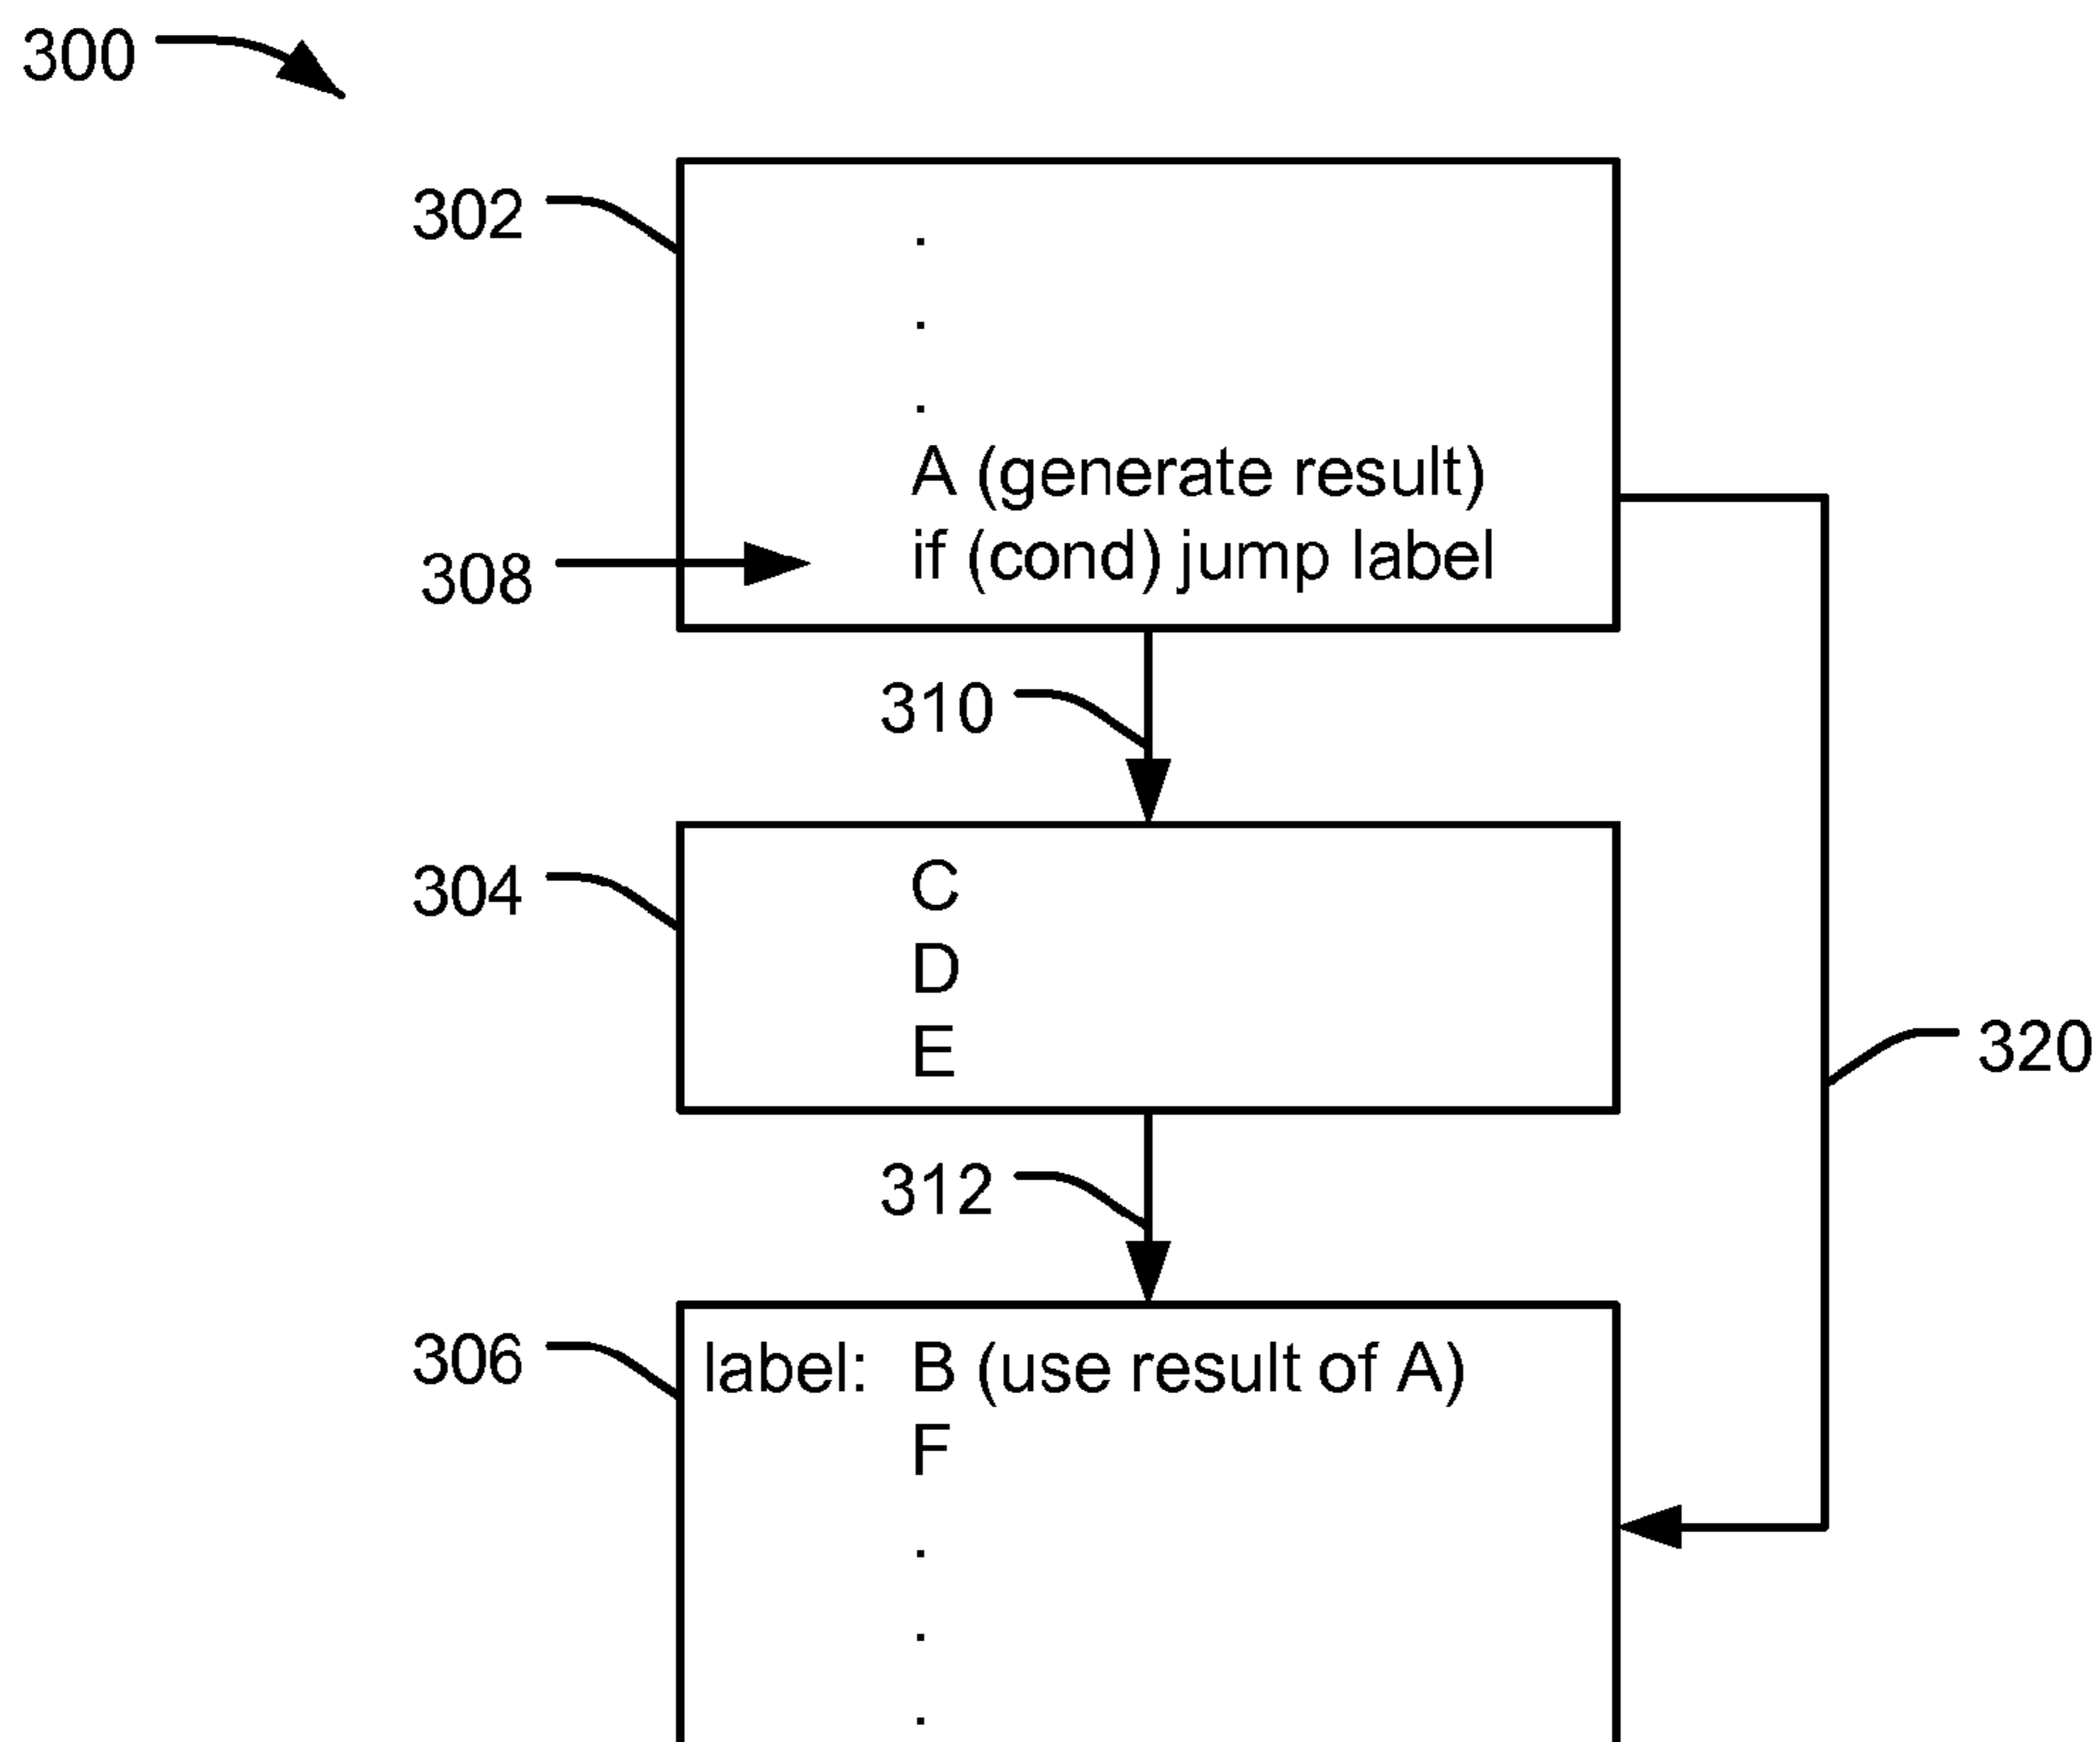 300
302
.
.
.
A (generate result)
308 if (cond) jump label
310
304
C
D
E
320
312
306
label: B (use result of A)
F
.
.
.